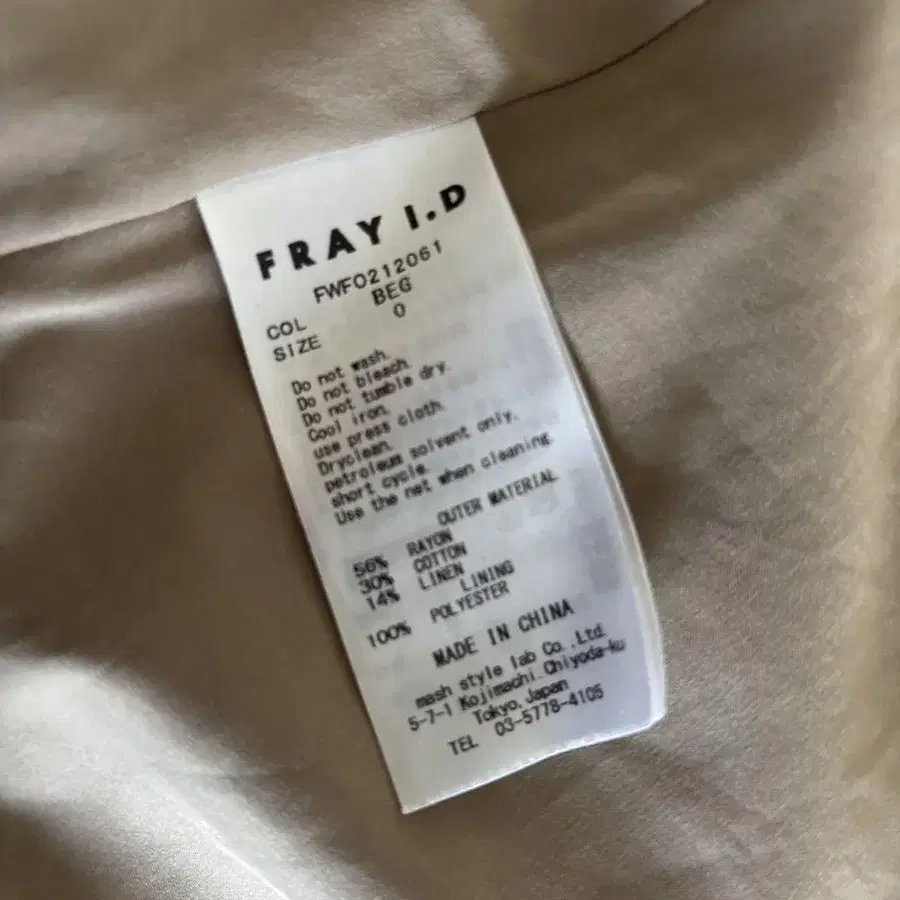 FRAY I.D
FWFO212061
COL BEG
SIZE 0
Do not wash.
Do not bleach.
Do not tumble dry.
Cool iron.
use press cloth.
Dryclean.
petroleum solvent only.
short cycle.
Use the net when cleaning.
OUTER MATERIAL
56% RAYON
30% COTTON
14% LINEN
LINING
100% POLYESTER
MADE IN CHINA
mash style lab Co.,Ltd.
5-7-1 Kojimachi.Chiyoda-ku
Tokyo,Japan
TEL 03-5778-4105